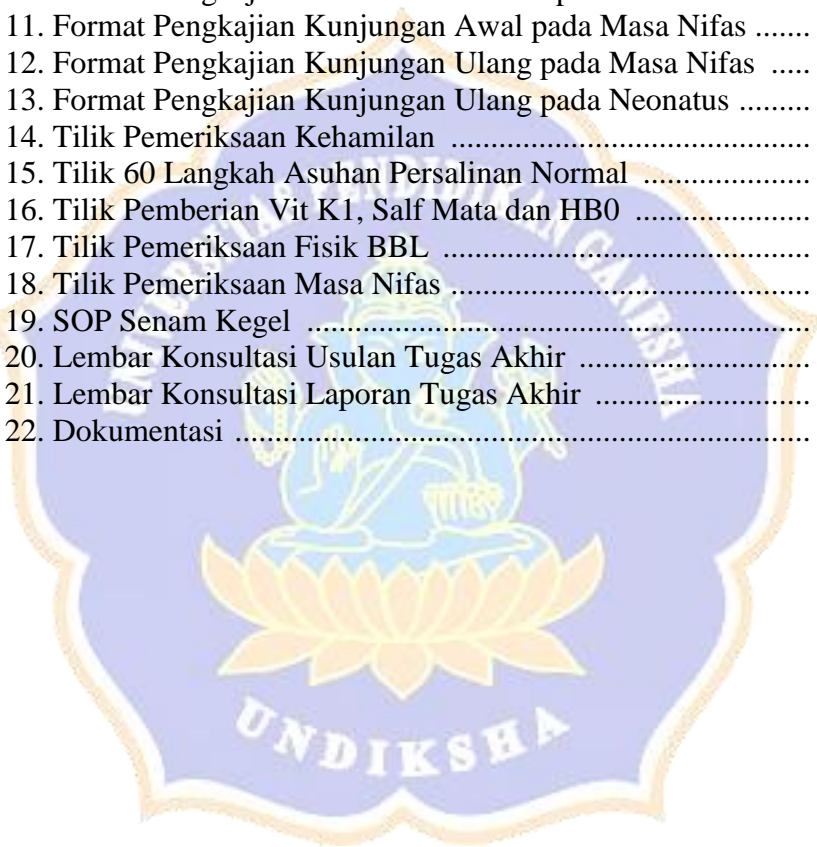 11. Format Pengkajian Kunjungan Awal pada Masa Nifas .......
12. Format Pengkajian Kunjungan Ulang pada Masa Nifas .....
13. Format Pengkajian Kunjungan Ulang pada Neonatus .........
14. Tilik Pemeriksaan Kehamilan ......................................
15. Tilik 60 Langkah Asuhan Persalinan Normal ..................
16. Tilik Pemberian Vit K1, Salf Mata dan HB0 ...................
17. Tilik Pemeriksaan Fisik BBL .......................................
18. Tilik Pemeriksaan Masa Nifas ......................................
19. SOP Senam Kegel .....................................................
20. Lembar Konsultasi Usulan Tugas Akhir .........................
21. Lembar Konsultasi Laporan Tugas Akhir .......................
22. Dokumentasi .............................................................
UNIVERSITAS PENDIDIKAN GANESHA
UNDIKSHA